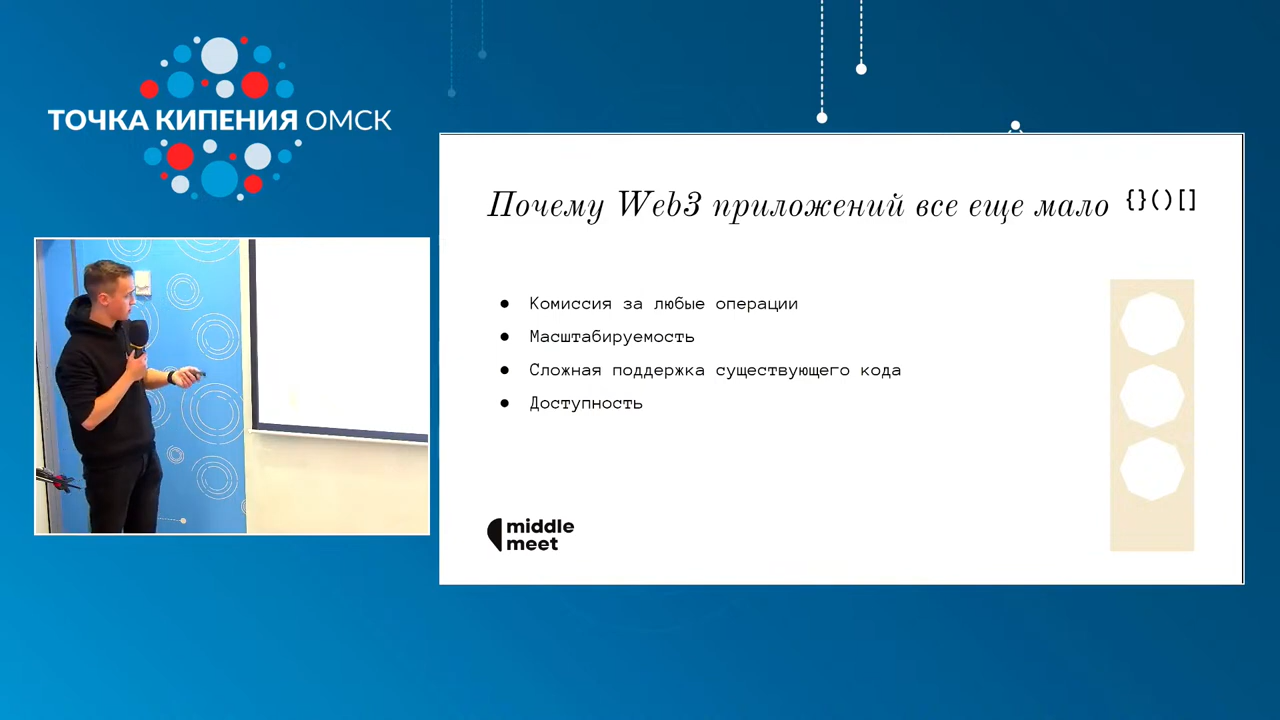 ТОЧКА КИПЕНИЯ ОМСК
Почему Web3 приложений все еще мало {}()[]
● Комиссия за любые операции
● Масштабируемость
● Сложная поддержка существующего кода
● Доступность
middle
meet